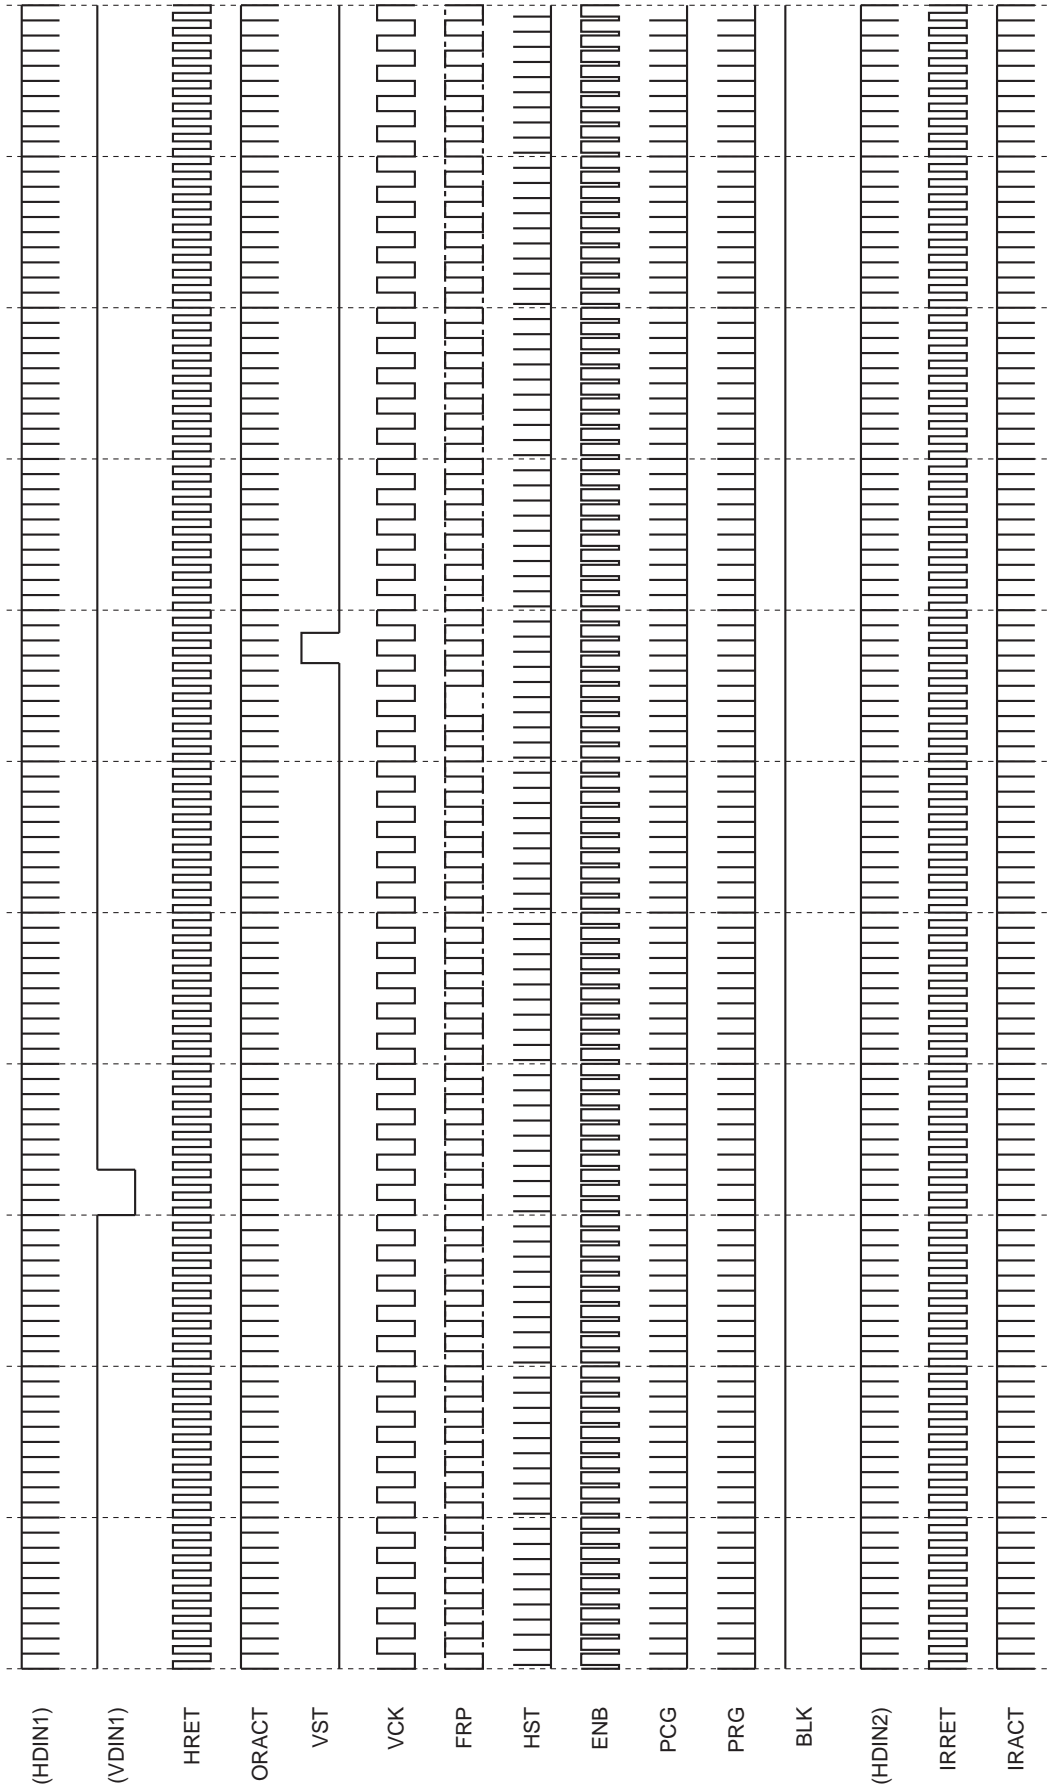 (HDIN1)
(VDIN1)
HRET
ORACT
VST
VCK
FRP
HST
ENB
PCG
PRG
BLK
(HDIN2)
IRRET
IRACT